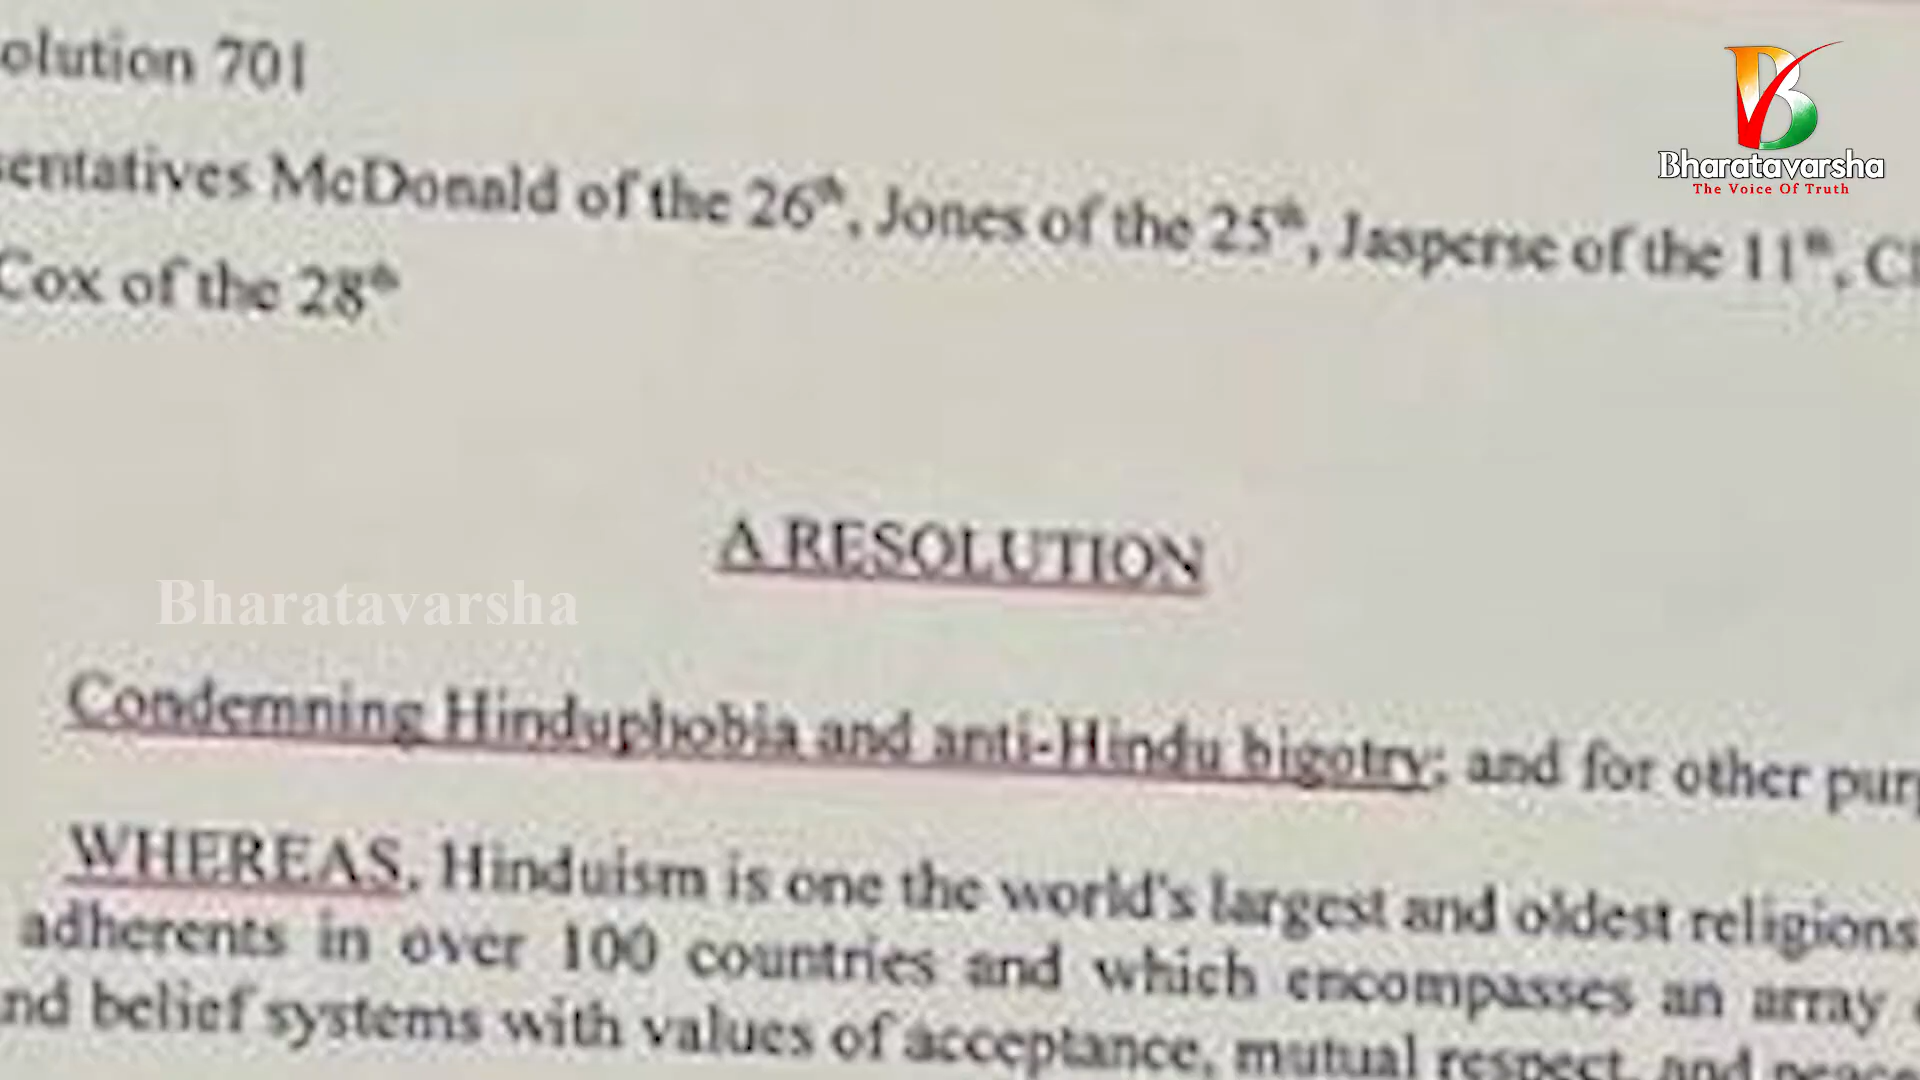 olution 701
sentatives McDonald of the 26th, Jones of the 25th, Jasperse of the 11th, Cl
Cox of the 28th
A RESOLUTION
Condemning Hinduphobia and anti-Hindu bigotry; and for other purp
WHEREAS, Hinduism is one the world's largest and oldest religions
adherents in over 100 countries and which encompasses an array
nd belief systems with values of acceptance, mutual respect, and peace
Bharatavarsha
The Voice Of Truth
Bharatavarsha